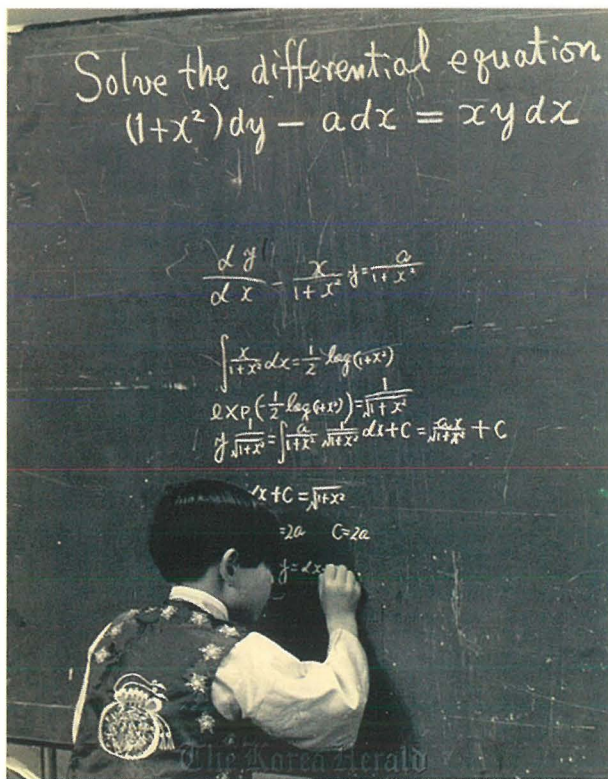 Solve the differential equation
(1+x²)dy − adx = xydx
dy/dx - x/1+x² y = a/1+x²
∫ x/1+x² dx = 1/2 log(1+x²)
exp(-1/2 log(1+x²)) = 1/√1+x²
y 1/√1+x² = ∫ a/1+x² 1/√1+x² dx + C = ax/√1+x² + C
x + C = √1+x²
=2a C=2a
y=αx
The Korea Herald